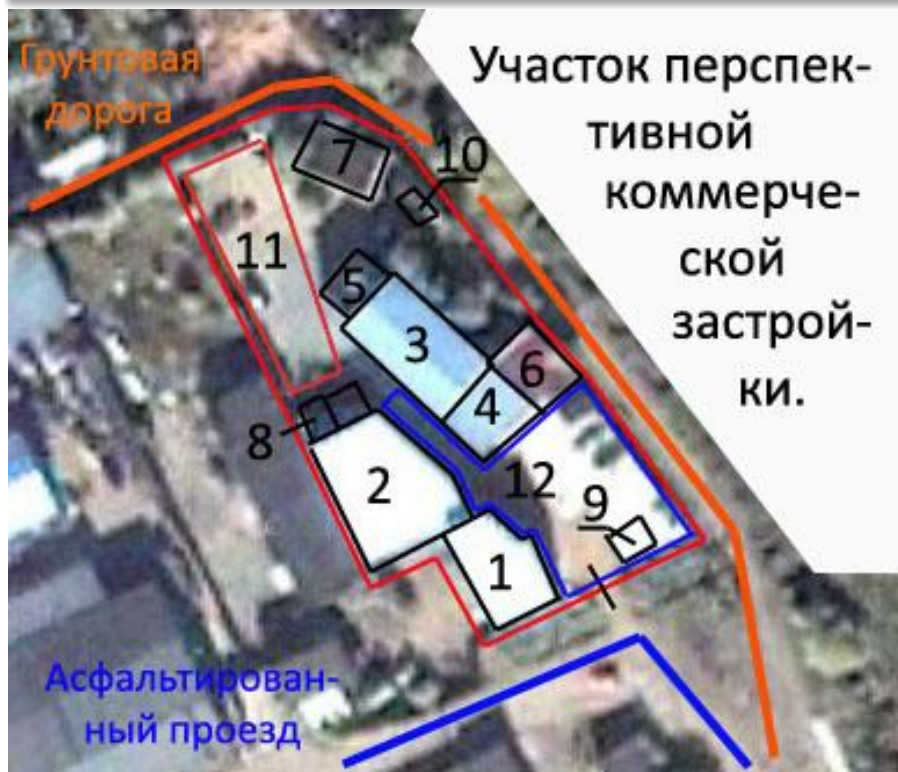 Грунтовая
дорога
Участок перспек-
тивной
коммерче-
ской
застрой-
ки.
7
10
11
5
3
6
4
8
2
12
9
1
Асфальтирован-
ный проезд